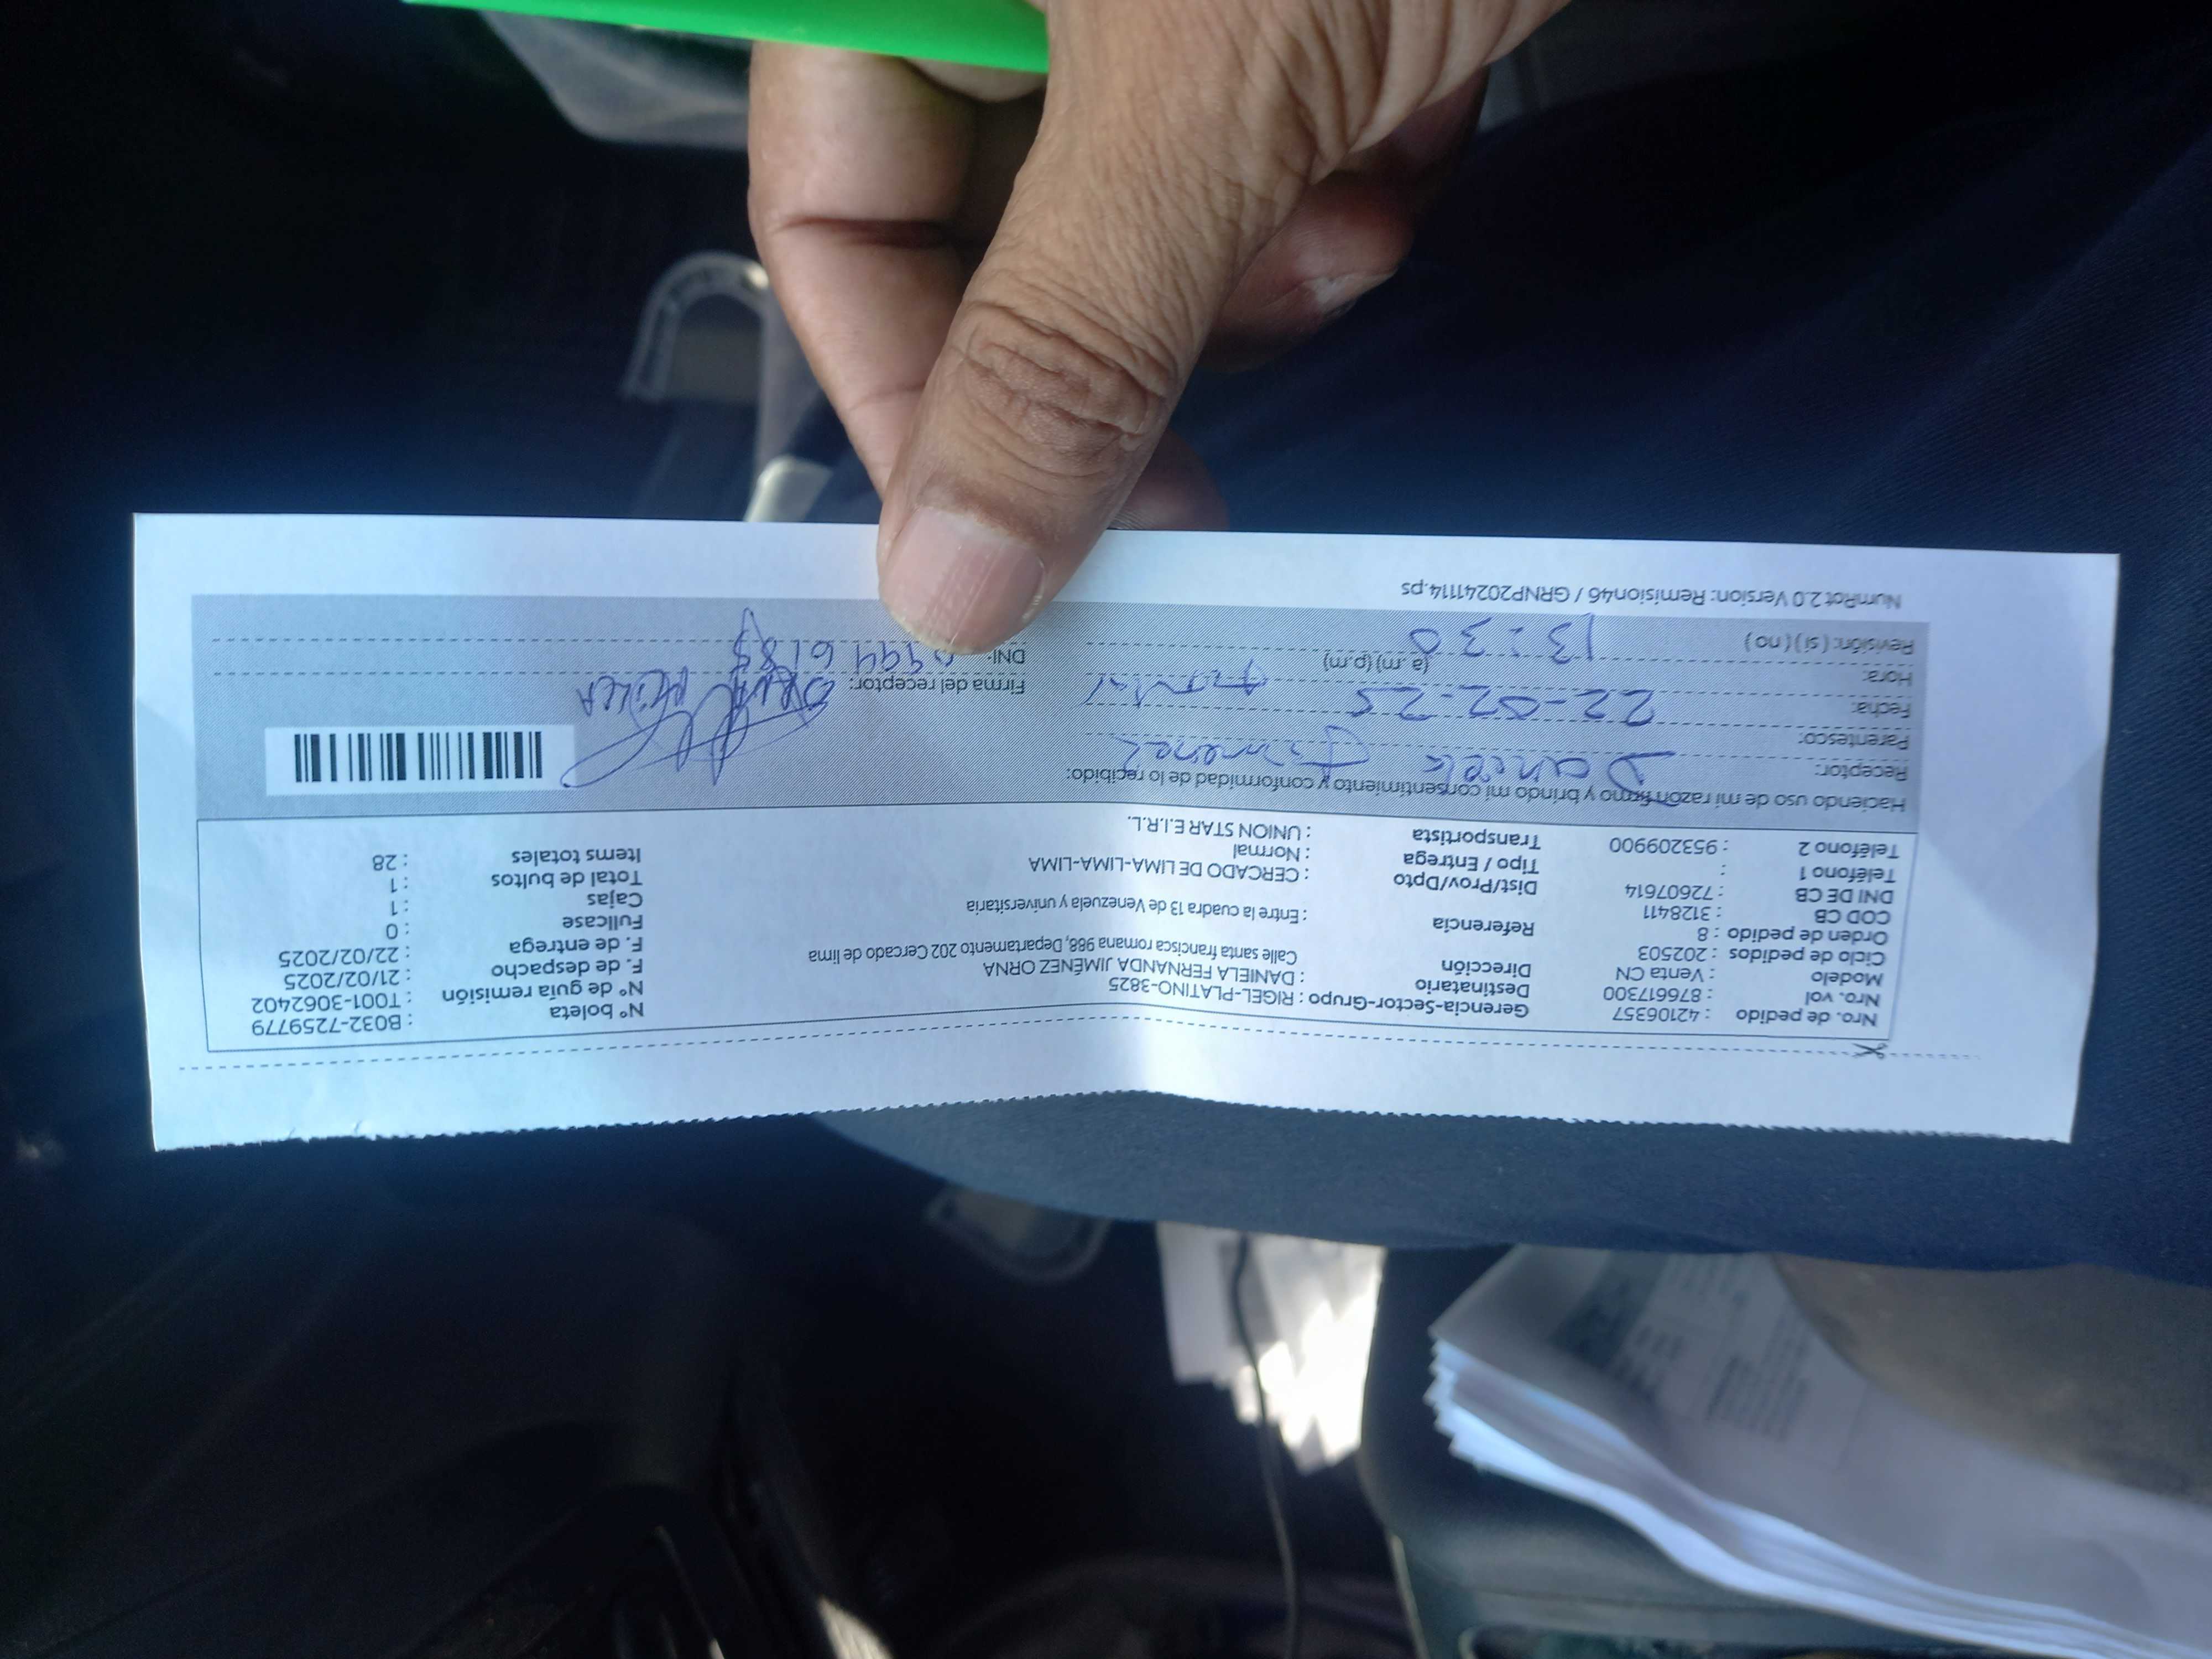 Nro. de pedido : 42106357 Gerencia-Sector-Grupo : RIGEL-PLATINO-3825 N° boleta : B032-7259779
Nro. vol : 876617300 Destinatario : DANIELA FERNANDA JIMÉNEZ ORNA N° de guía remisión : T001-3062402
Modelo : Venta CN Dirección Calle santa francisca romana 968, Departamento 202 Cercado de lima F. de despacho : 21/02/2025
Ciclo de pedidos : 202503 F. de entrega : 22/02/2025
Orden de pedido : 8 Referencia : Entre la cuadra 13 de Venezuela y universitaria Fullcase : 0
COD CB : 3128411 Cajas : 1
DNI DE CB : 72607614 Dist/Prov/Dpto : CERCADO DE LIMA-LIMA-LIMA Total de bultos : 1
Teléfono 1 : Tipo / Entrega : Normal Items totales : 28
Teléfono 2 : 953209900 Transportista : UNION STAR E.I.R.L.
Haciendo uso de mi razón firmo y brindo mi consentimiento y conformidad de lo recibido:
Receptor: Daniela Jimenez
Parentesco:
Fecha: 22-02-25 Firma del receptor:
Hora: 13:30 (a.m) (p.m) DNI:
Revisión: ( si ) ( no )
NumRot 2.0 Version: Remision46 / GRNP20241114.ps